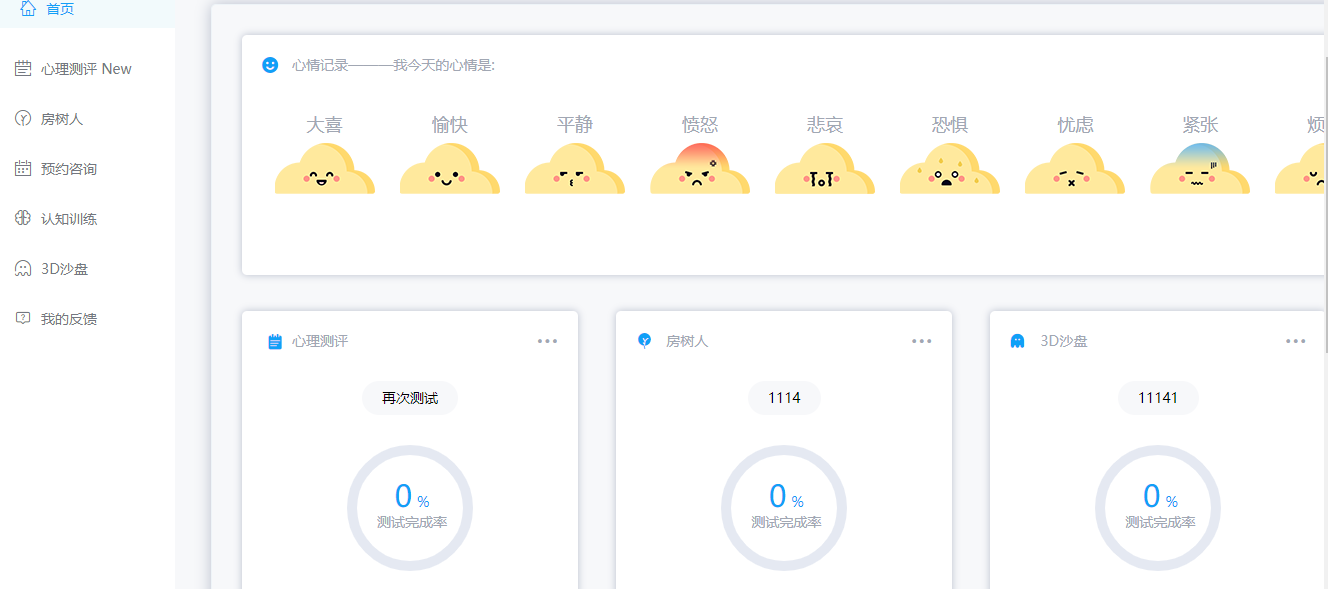 首页
心理测评 New
房树人
预约咨询
认知训练
3D沙盘
我的反馈
心情记录———我今天的心情是:
大喜 愉快 平静 愤怒 悲哀 恐惧 忧虑 紧张
心理测评
再次测试
0 %
测试完成率
房树人
1114
0 %
测试完成率
3D沙盘
11141
0 %
测试完成率